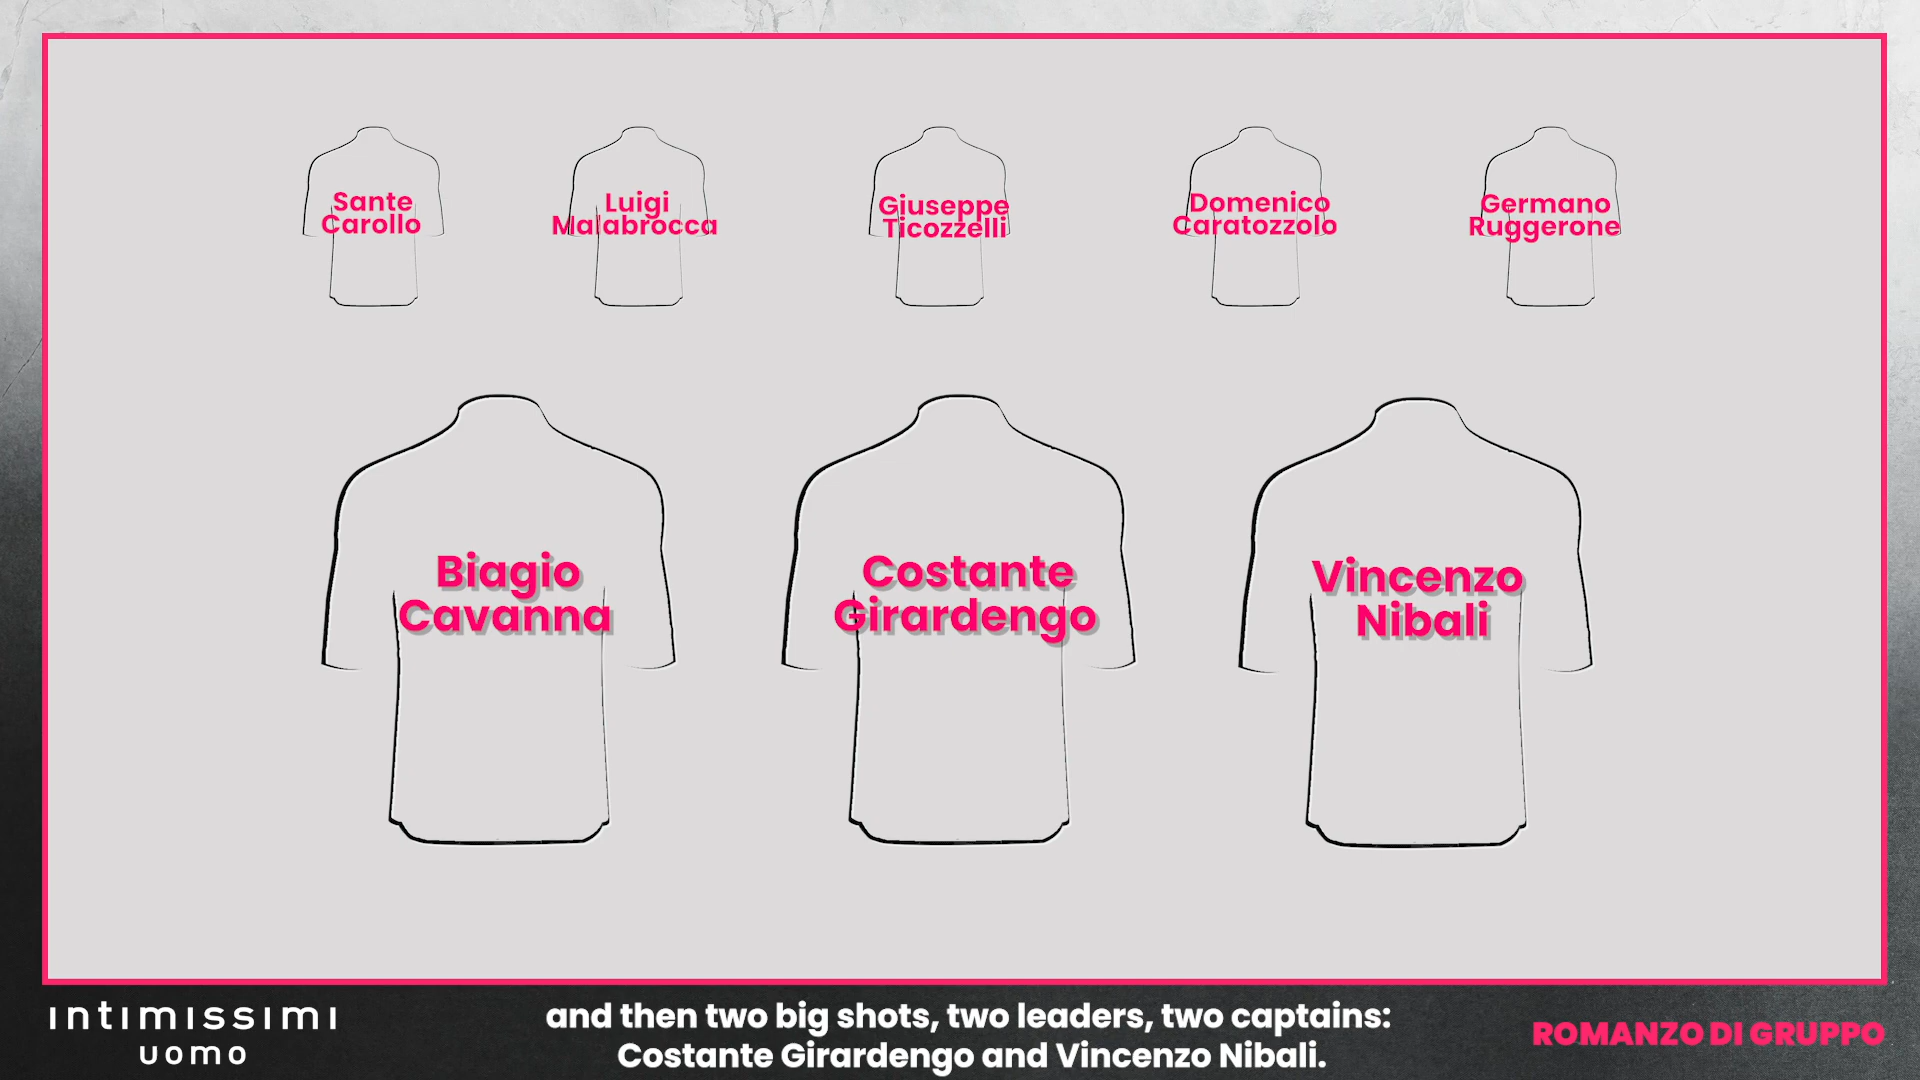 Sante
Carollo
Luigi
Malabrocca
Giuseppe
Ticozzelli
Domenico
Caratozzolo
Germano
Ruggerone
Biagio
Cavanna
Costante
Girardengo
Vincenzo
Nibali
intimissimi
uomo
and then two big shots, two leaders, two captains:
Costante Girardengo and Vincenzo Nibali.
ROMANZO DI GRUPPO